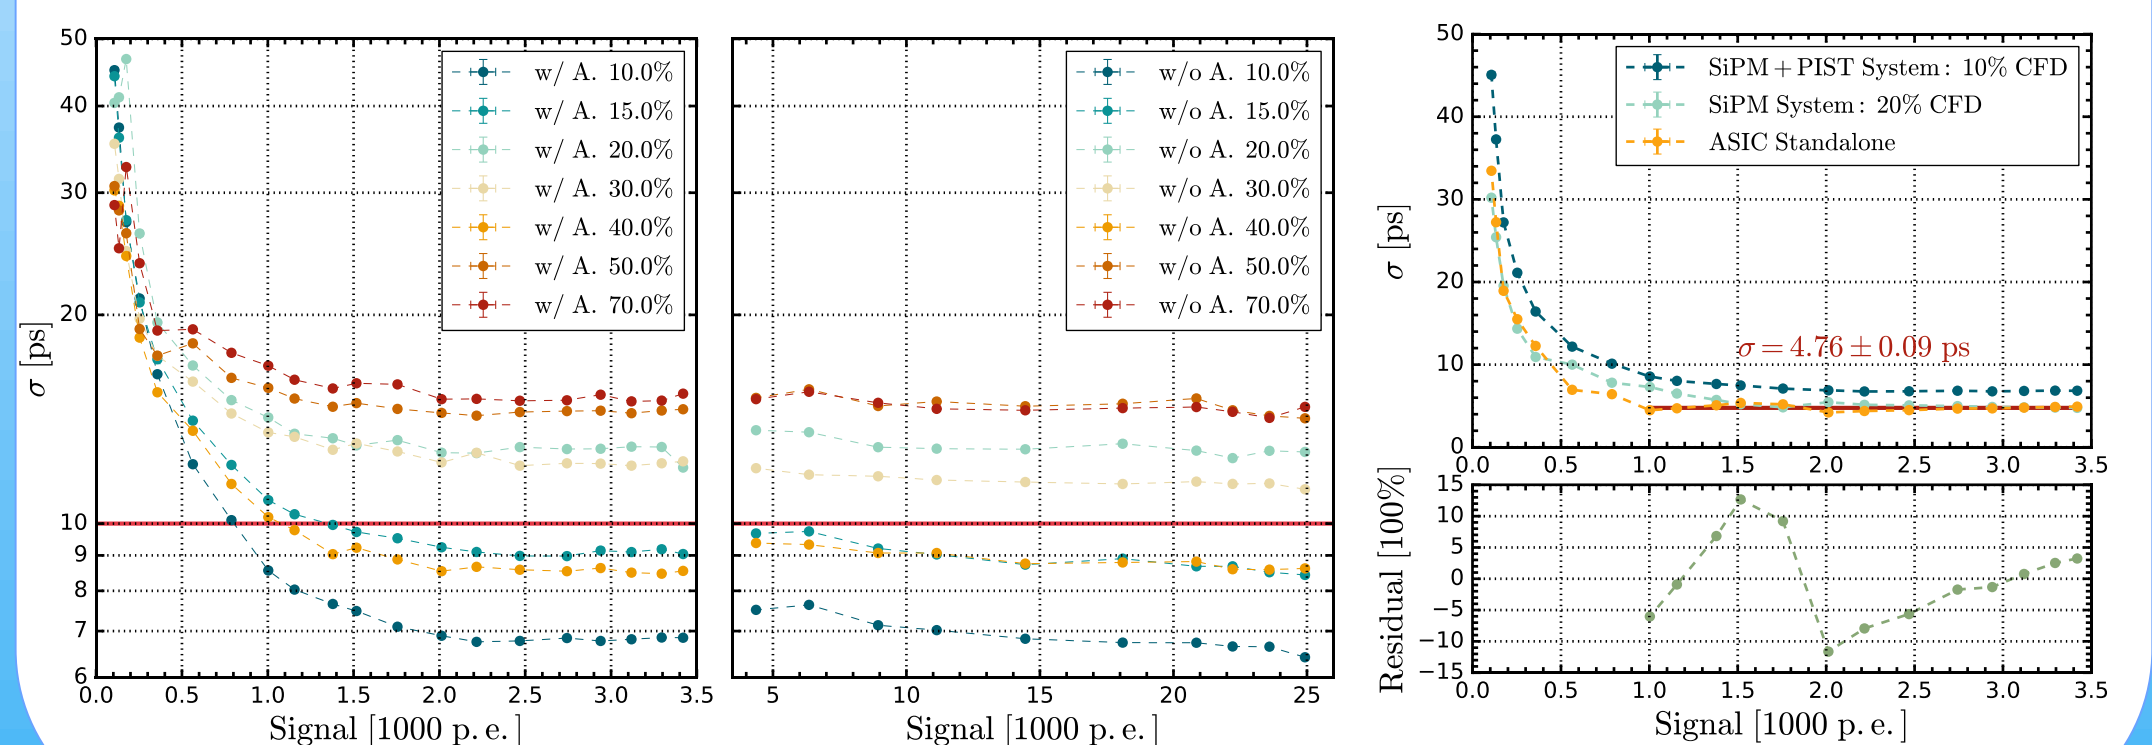 50
40
30
20
10
9
8
7
6
σ [ps]
0.0 0.5 1.0 1.5 2.0 2.5 3.0 3.5
Signal [1000 p.e.]
w/ A. 10.0%
w/ A. 15.0%
w/ A. 20.0%
w/ A. 30.0%
w/ A. 40.0%
w/ A. 50.0%
w/ A. 70.0%
5 10 15 20 25
Signal [1000 p.e.]
w/o A. 10.0%
w/o A. 15.0%
w/o A. 20.0%
w/o A. 30.0%
w/o A. 40.0%
w/o A. 50.0%
w/o A. 70.0%
50
40
30
20
10
0
σ [ps]
SiPM + PIST System: 10% CFD
SiPM System: 20% CFD
ASIC Standalone
σ = 4.76 ± 0.09 ps
0.0 0.5 1.0 1.5 2.0 2.5 3.0 3.5
15
10
5
0
−5
−10
−15
Residual [100%]
0.0 0.5 1.0 1.5 2.0 2.5 3.0 3.5
Signal [1000 p.e.]